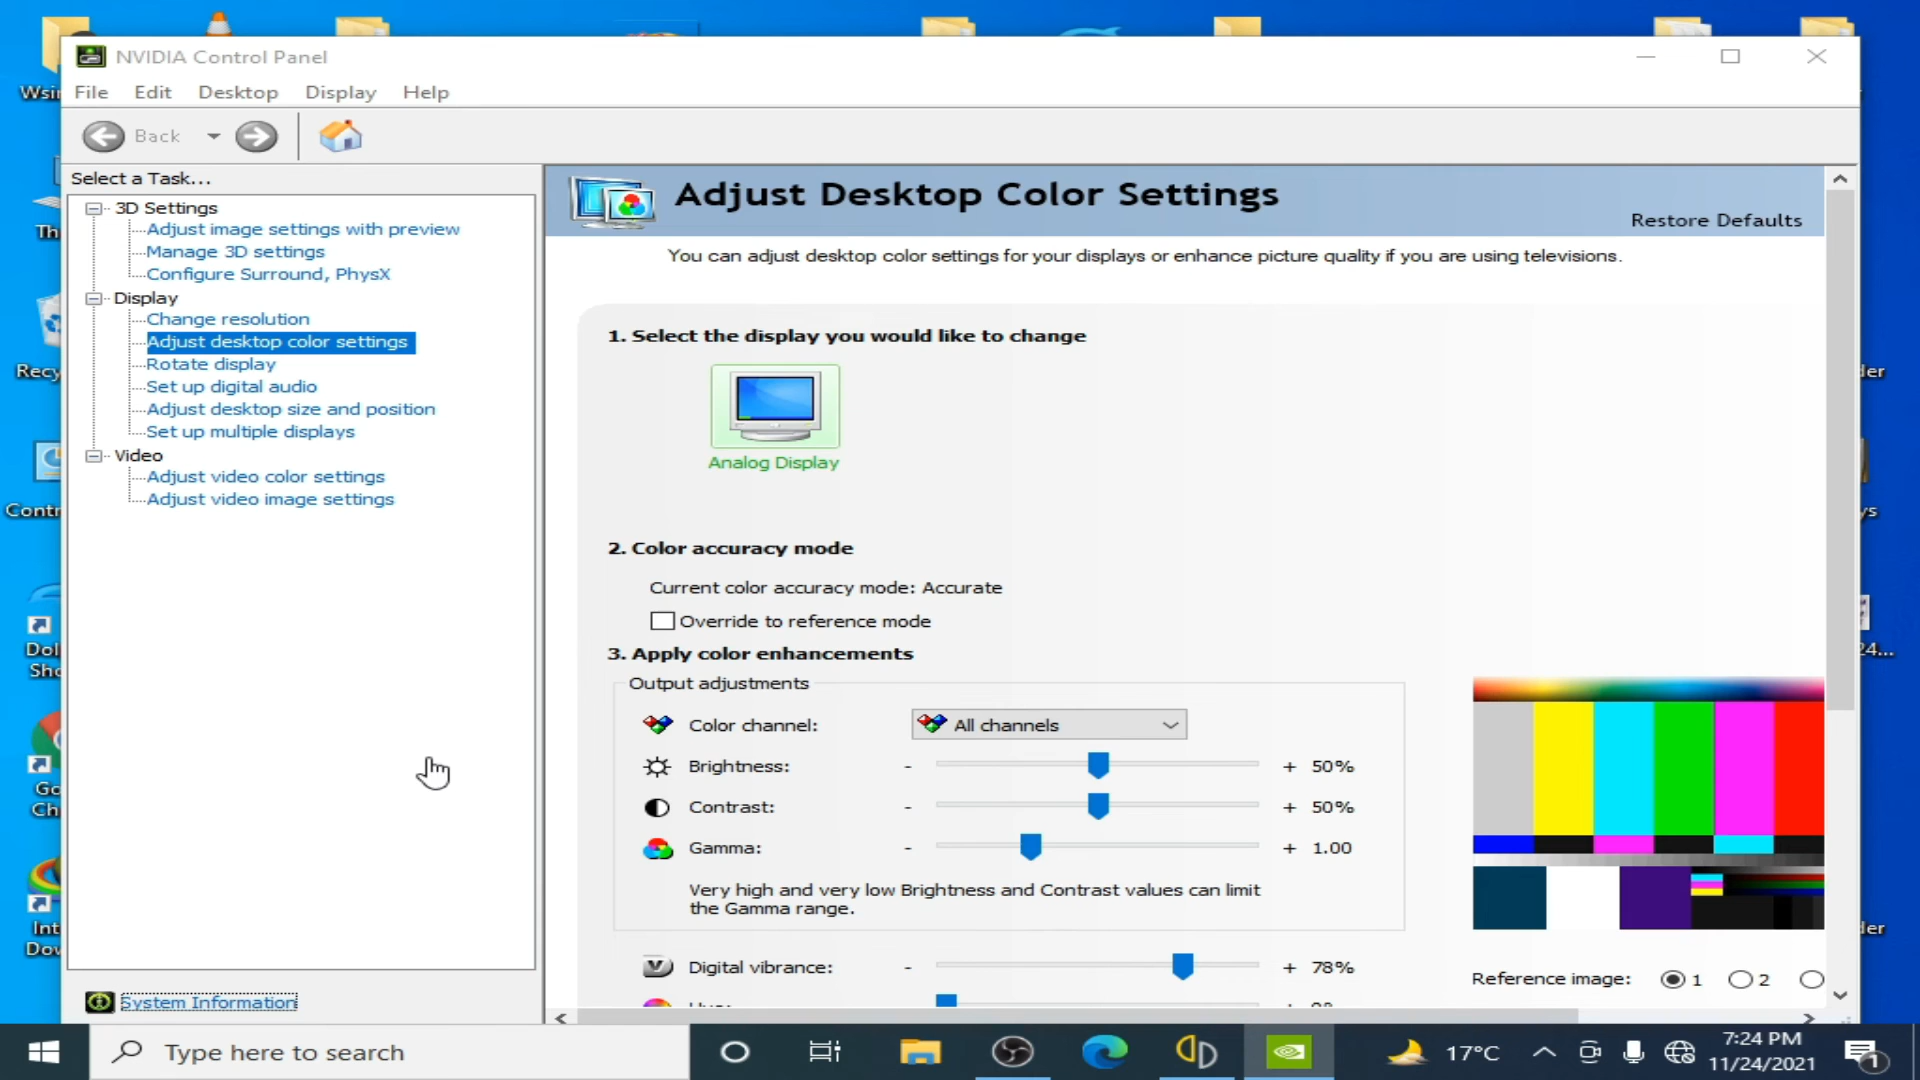 NVIDIA Control Panel
File Edit Desktop Display Help
Back
Select a Task...
3D Settings
Adjust image settings with preview
Manage 3D settings
Configure Surround, PhysX
Display
Change resolution
Adjust desktop color settings
Rotate display
Set up digital audio
Adjust desktop size and position
Set up multiple displays
Video
Adjust video color settings
Adjust video image settings
System Information
Adjust Desktop Color Settings
Restore Defaults
You can adjust desktop color settings for your displays or enhance picture quality if you are using televisions.
1. Select the display you would like to change
Analog Display
2. Color accuracy mode
Current color accuracy mode: Accurate
Override to reference mode
3. Apply color enhancements
Output adjustments
Color channel: All channels
Brightness: - + 50%
Contrast: - + 50%
Gamma: - + 1.00
Very high and very low Brightness and Contrast values can limit
the Gamma range.
Digital vibrance: - + 78%
Reference image: 1 2
Type here to search
17°C
7:24 PM
11/24/2021
1